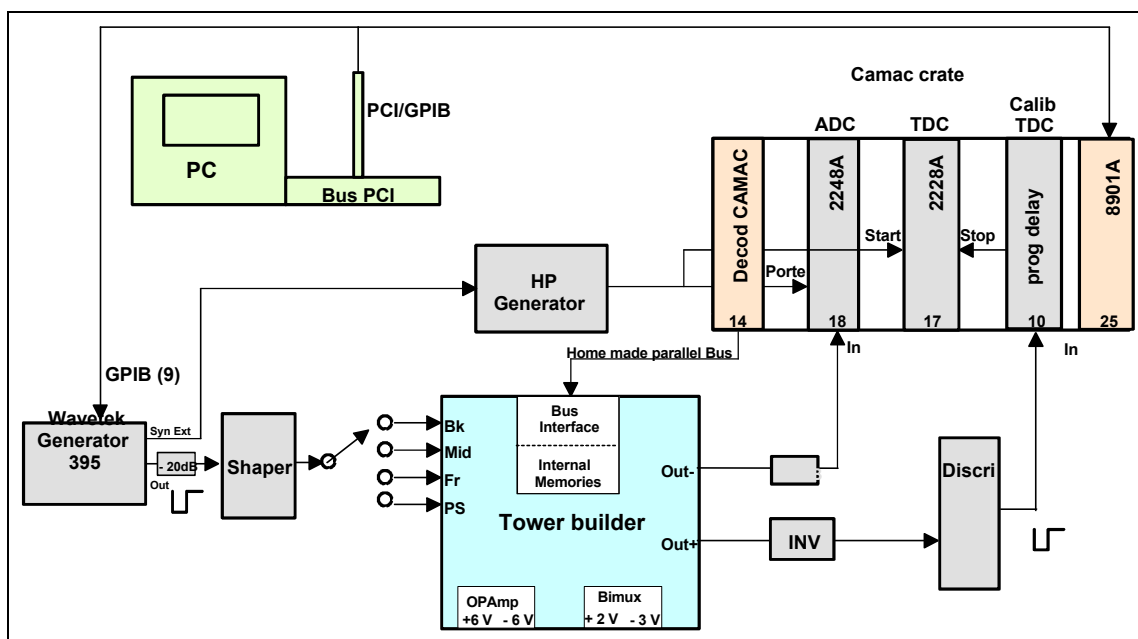 Camac crate
PCI/GPIB
PC
Bus PCI
ADC
TDC
Calib
TDC
Decod CAMAC
2248A
2228A
prog delay
8901A
Start
Stop
Porte
14
18
17
10
25
HP
Generator
In
In
Home made parallel Bus
GPIB (9)
Wavetek
Generator
395
Syn Ext
- 20dB
Out
Shaper
Bk
Mid
Fr
PS
Bus
Interface
Internal
Memories
Tower builder
Out-
Out+
INV
Discri
OPAmp
+6 V - 6 V
Bimux
+ 2 V - 3 V